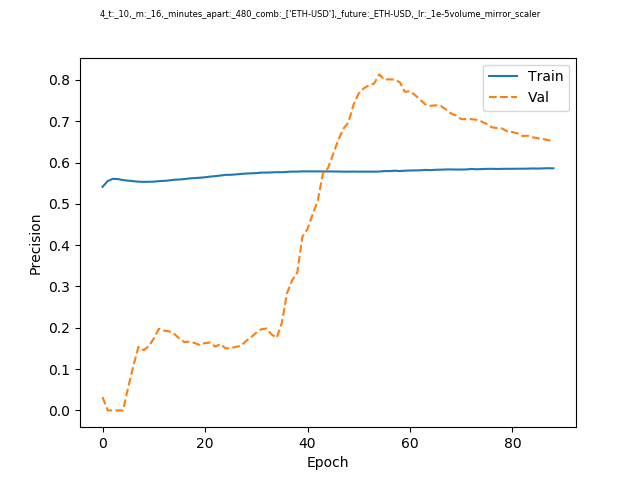 4_t:_10,_m:_16,_minutes_apart:_480_comb:_['ETH-USD'],_future:_ETH-USD,_lr:_1e-5volume_mirror_scaler
Train
Val
0.8
0.7
0.6
0.5
0.4
0.3
0.2
0.1
0.0
Precision
0 20 40 60 80
Epoch